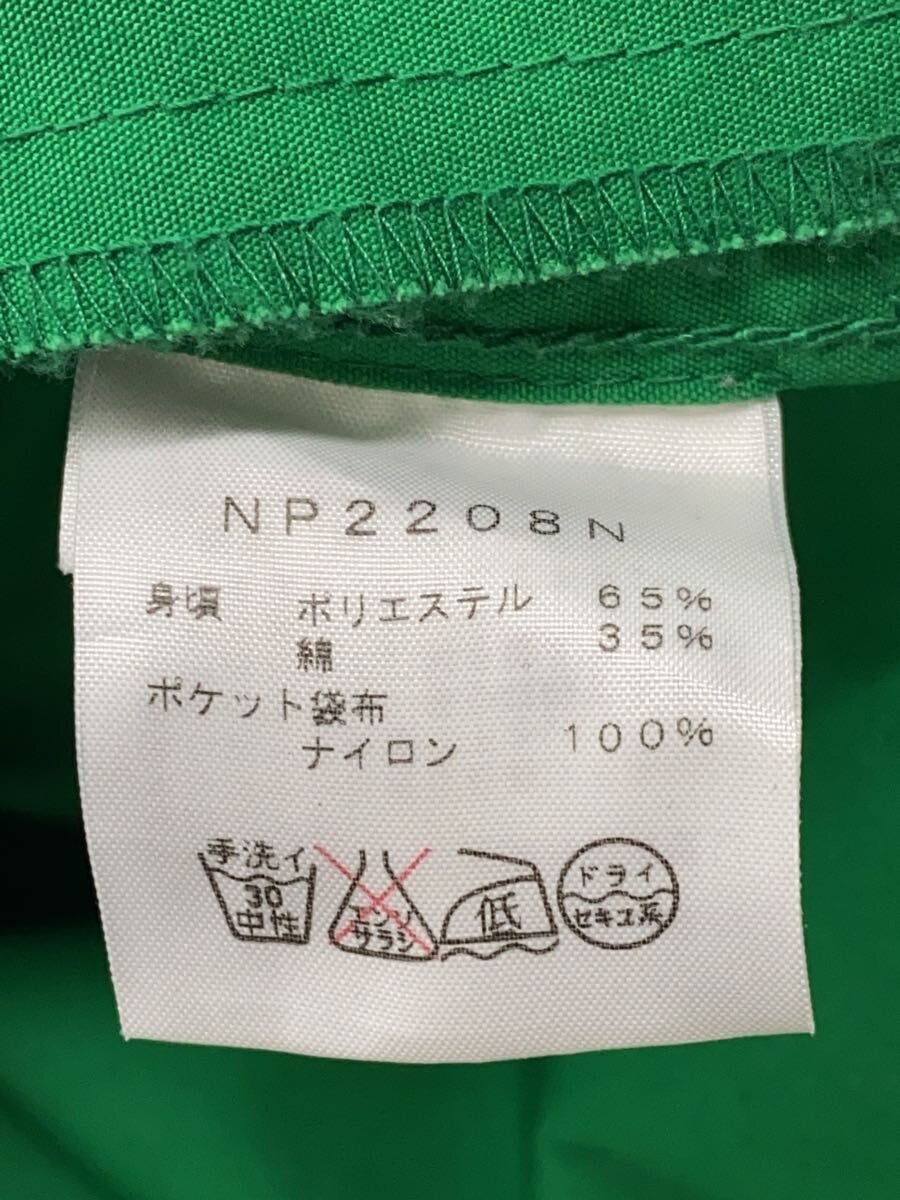 NP2208N
身頃 ポリエステル 65%
綿 35%
ポケット袋布
ナイロン 100%
手洗イ
30
中性
エンソ
サラシ
低
ドライ
セキユ系